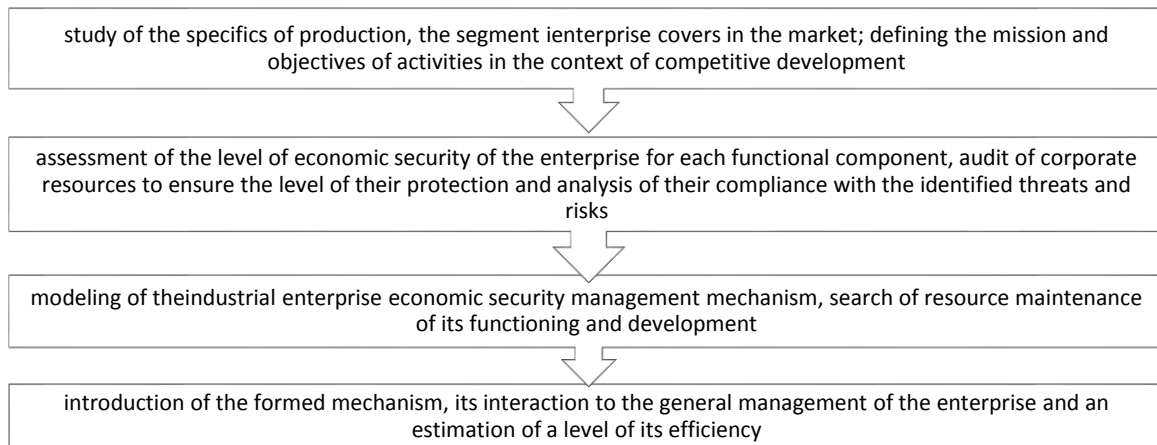 study of the specifics of production, the segment ienterprise covers in the market; defining the mission and
objectives of activities in the context of competitive development
assessment of the level of economic security of the enterprise for each functional component, audit of corporate
resources to ensure the level of their protection and analysis of their compliance with the identified threats and
risks
modeling of theindustrial enterprise economic security management mechanism, search of resource maintenance
of its functioning and development
introduction of the formed mechanism, its interaction to the general management of the enterprise and an
estimation of a level of its efficiency